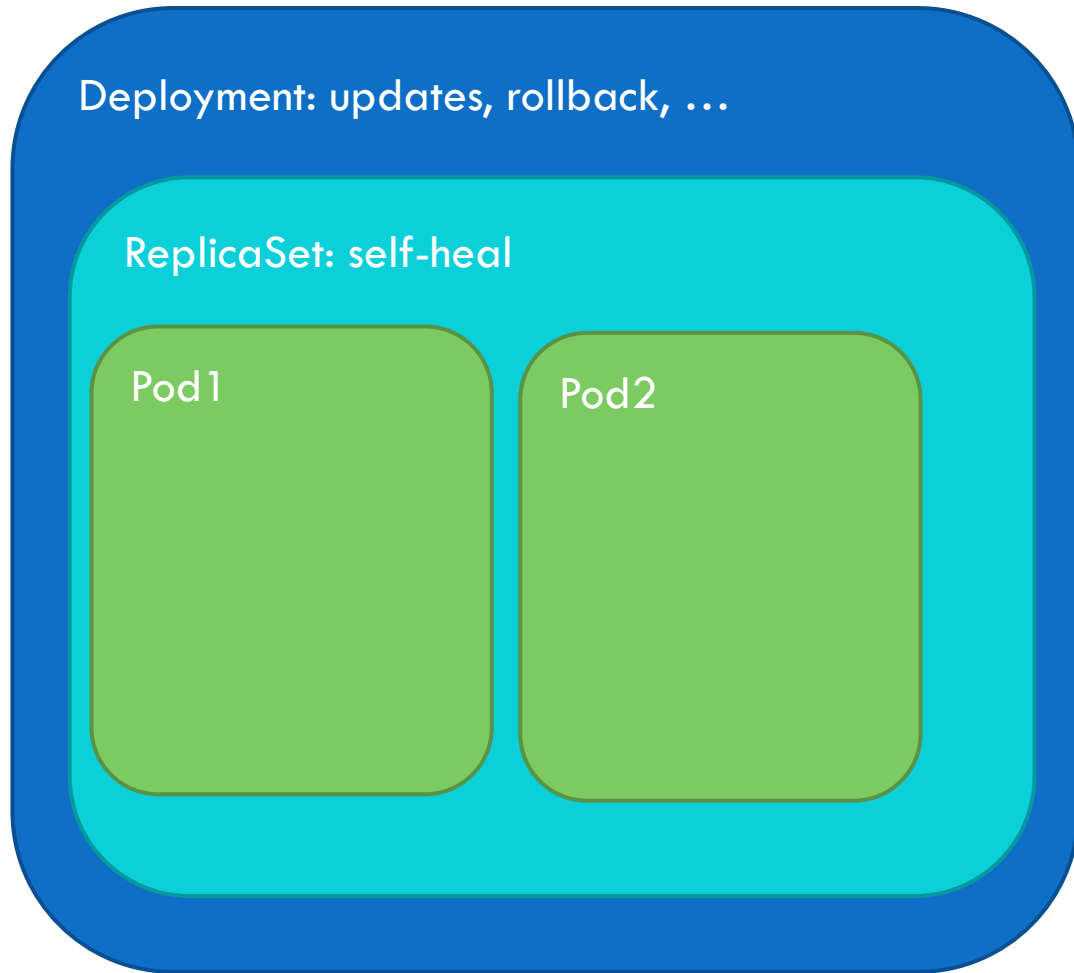 Deployment: updates, rollback, …
ReplicaSet: self-heal
Pod1
Pod2